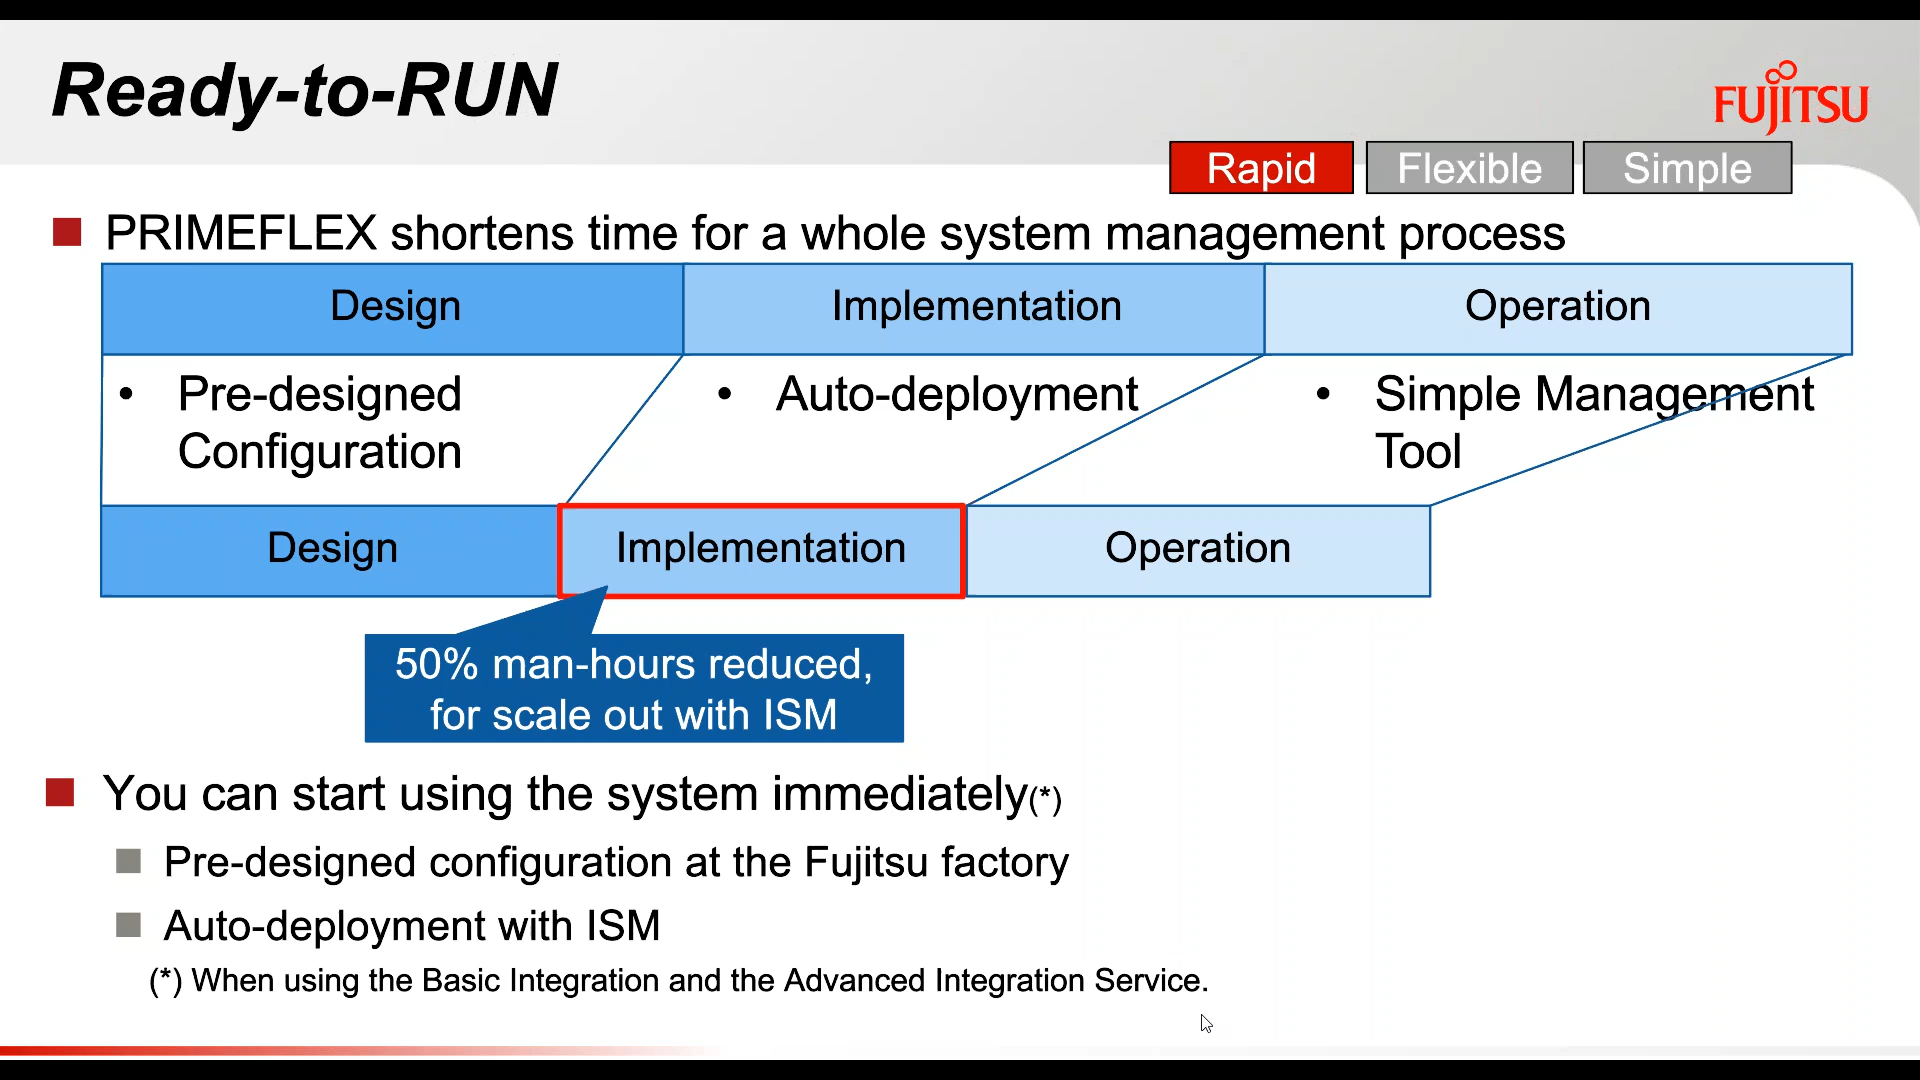 Ready-to-RUN
FUJITSU
Rapid Flexible Simple
PRIMEFLEX shortens time for a whole system management process
Design Implementation Operation
• Pre-designed
Configuration
• Auto-deployment
• Simple Management
Tool
Design Implementation Operation
50% man-hours reduced,
for scale out with ISM
You can start using the system immediately(*)
Pre-designed configuration at the Fujitsu factory
Auto-deployment with ISM
(*) When using the Basic Integration and the Advanced Integration Service.